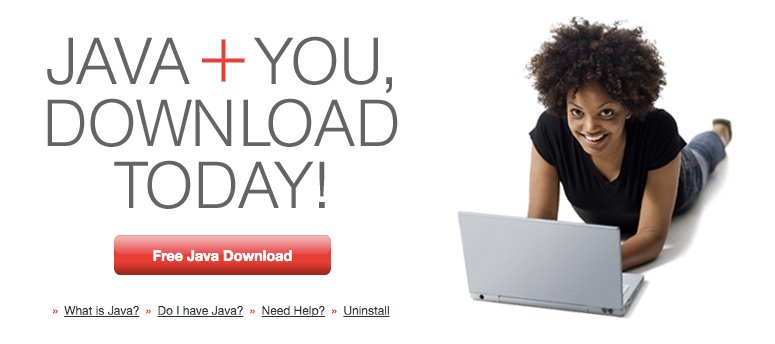 JAVA + YOU,
DOWNLOAD
TODAY!
Free Java Download
» What is Java? » Do I have Java? » Need Help? » Uninstall